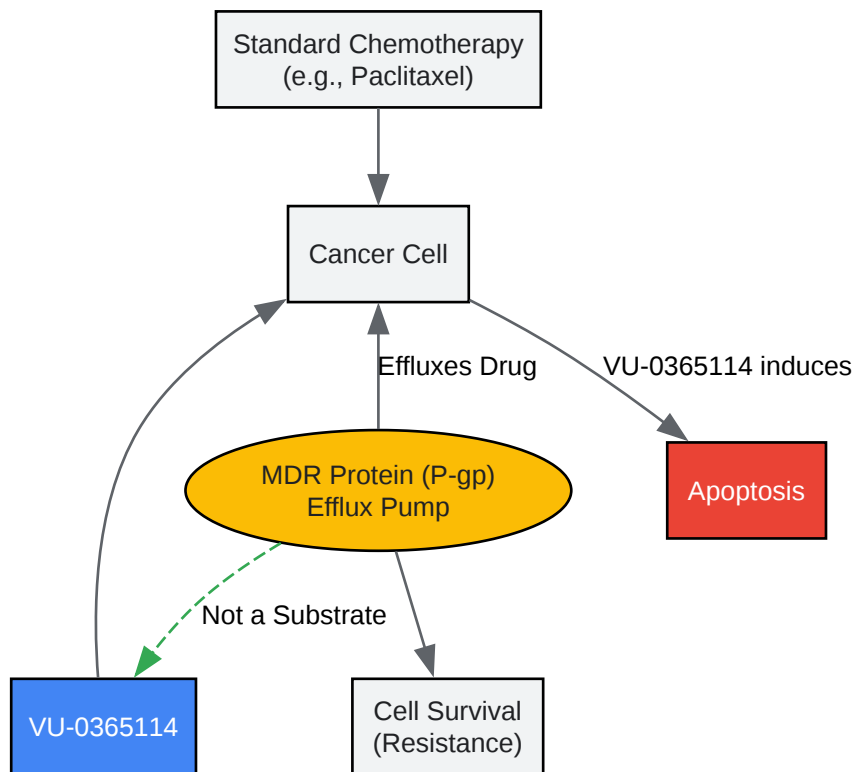 Standard Chemotherapy
(e.g., Paclitaxel)
Cancer Cell
Effluxes Drug
VU-0365114 induces
MDR Protein (P-gp)
Efflux Pump
Apoptosis
Not a Substrate
VU-0365114
Cell Survival
(Resistance)